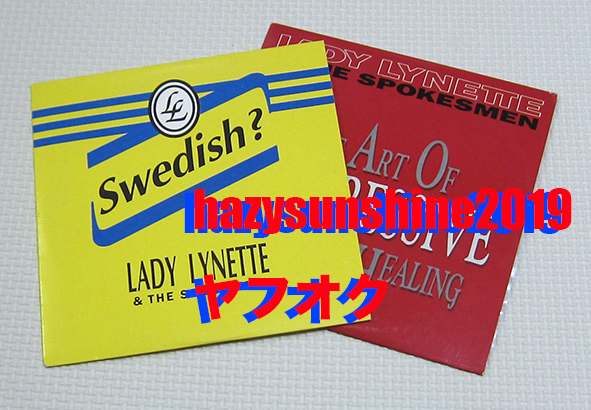 LL
Swedish?
LADY LYNETTE
& THE S
LADY LYNETTE
SPOKESMEN
ART OF
HEALING
hazysunshine2019
ヤフオク